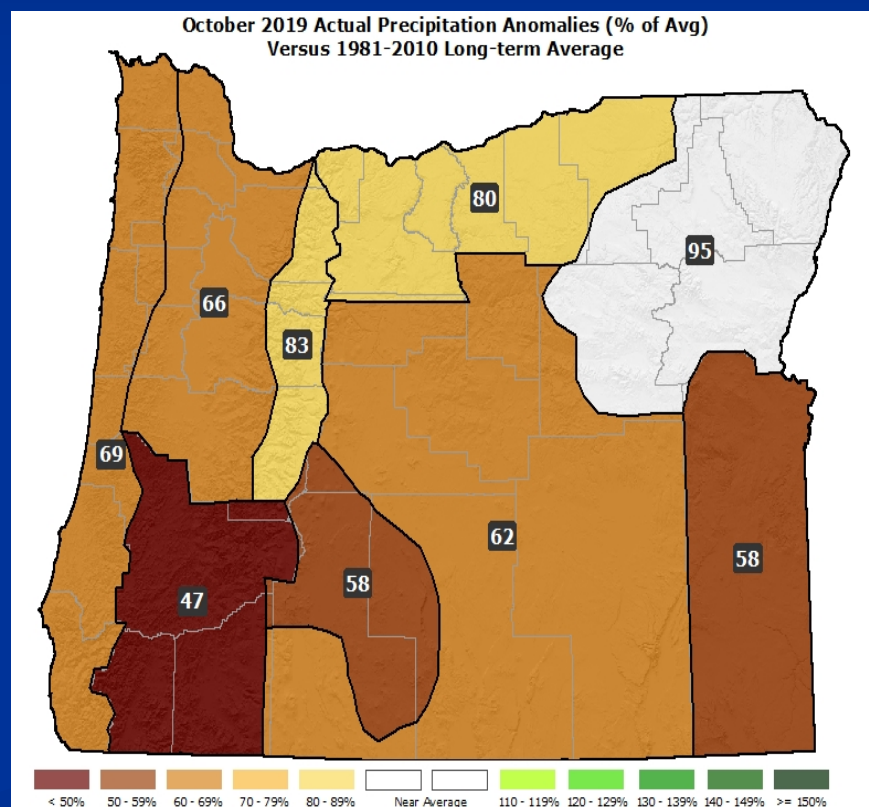 October 2019 Actual Precipitation Anomalies (% of Avg)
Versus 1981-2010 Long-term Average
80
95
66
83
69
62
58
58
47
< 50%
50 - 59%
60 - 69%
70 - 79%
80 - 89%
Near Average
110 - 119%
120 - 129%
130 - 139%
140 - 149%
>= 150%